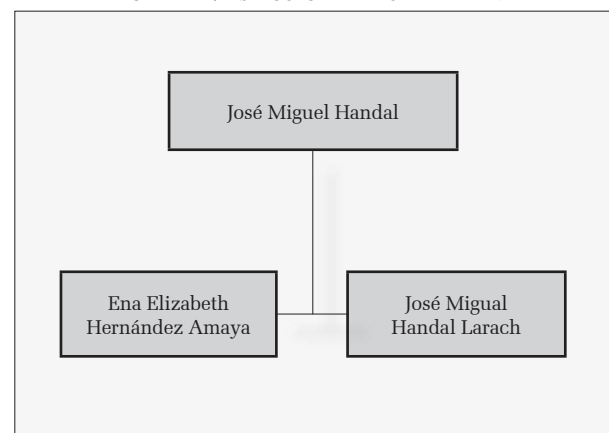 José Miguel Handal
Ena Elizabeth
Hernández Amaya
José Migual
Handal Larach